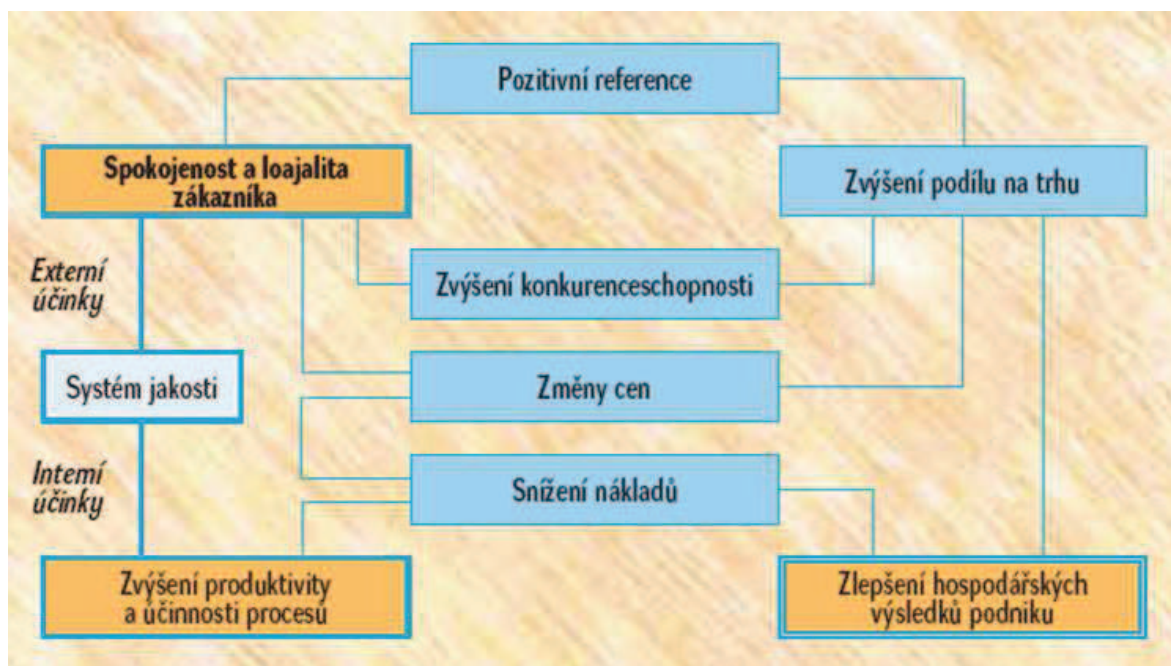 Pozitivní reference
Spokojenost a loajalita
zákazníka
Zvýšení podílu na trhu
Externí
účinky
Zvýšení konkurenceschopnosti
Systém jakosti
Změny cen
Interní
účinky
Snížení nákladů
Zvýšení produktivity
a účinnosti procesů
Zlepšení hospodářských
výsledků podniku